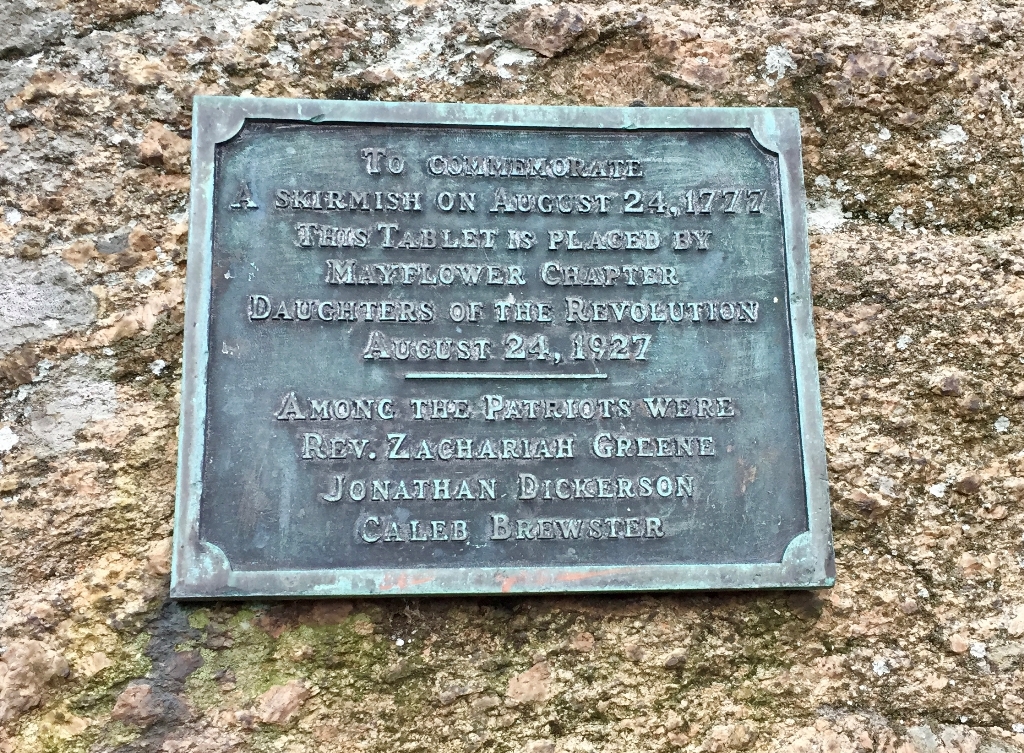 To commemorate
A skirmish on August 24, 1777
This Tablet is placed by
Mayflower Chapter
Daughters of the Revolution
August 24, 1927
Among the Patriots were
Rev. Zachariah Greene
Jonathan Dickerson
Caleb Brewster